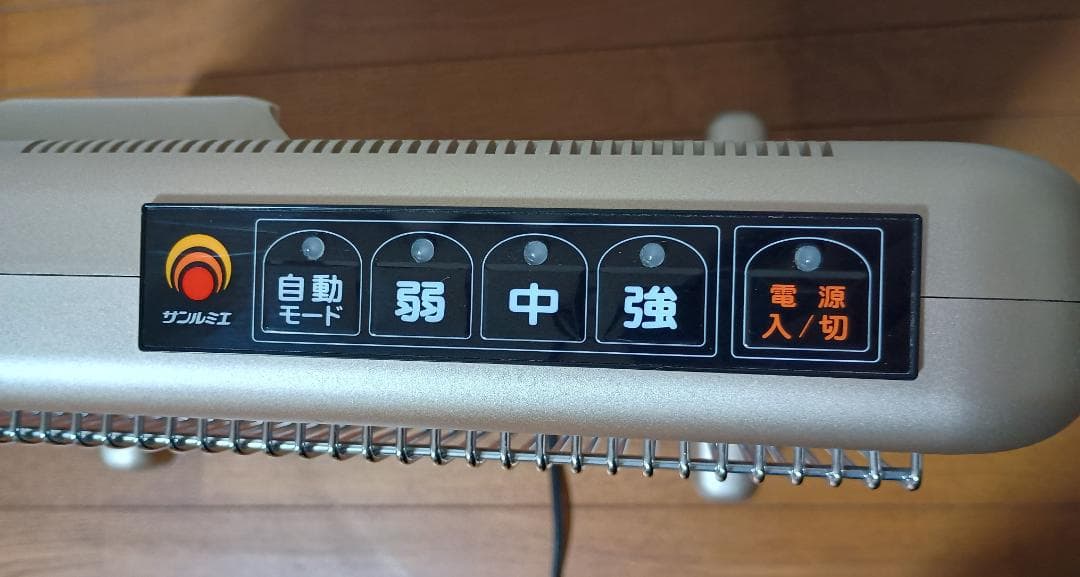 サンルミエ
自動
モード
弱
中
強
電源
入/切